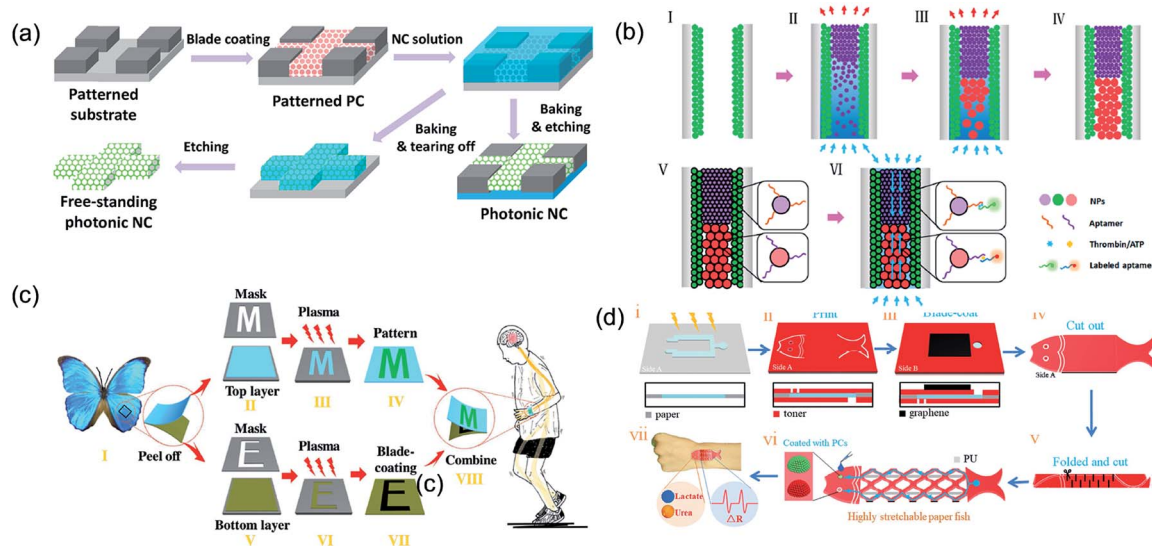 (a)
Blade coating
NC solution
Patterned
substrate
Patterned PC
Baking
& etching
Baking
& tearing off
Etching
Free-standing
photonic NC
Photonic NC
(b)
I
II
III
IV
V
VI
NPs
Aptamer
Thrombin/ATP
Labeled aptame
(c)
Mask
M
Plasma
M
Pattern
M
Top layer
II
III
IV
I
Peel off
Mask
E
Plasma
E
Blade-
coating
E
(c)
Bottom layer
V
VI
VII
M
Combine
VIII
(d)
i
ii
Print
iii
Blade-coat
iv
Cut out
Side A
Side A
Side B
Side A
paper
toner
graphene
vii
Lactate
Urea
ΔR
vi
Coated with PCs
PU
Highly stretchable paper fish
v
Folded and cut